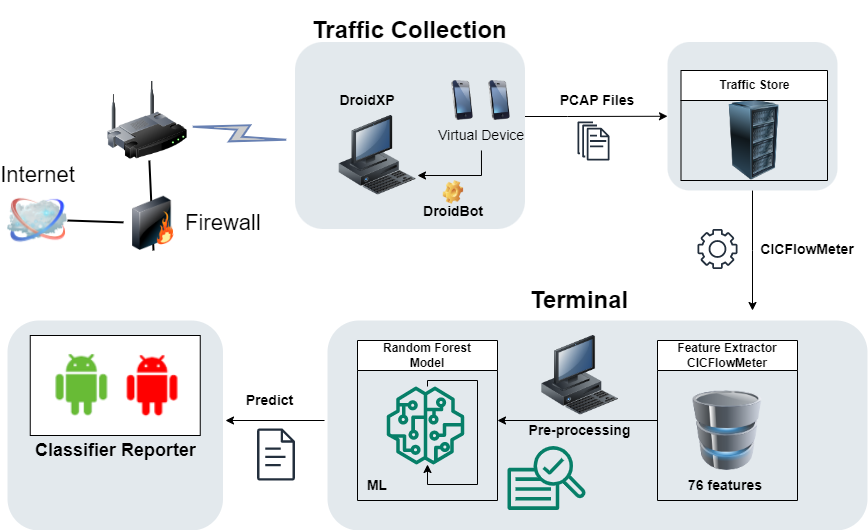 Traffic Collection
DroidXP
Virtual Device
DroidBot
PCAP Files
Traffic Store
Internet
Firewall
CICFlowMeter
Terminal
Feature Extractor
CICFlowMeter
76 features
Pre-processing
Random Forest
Model
ML
Predict
Classifier Reporter